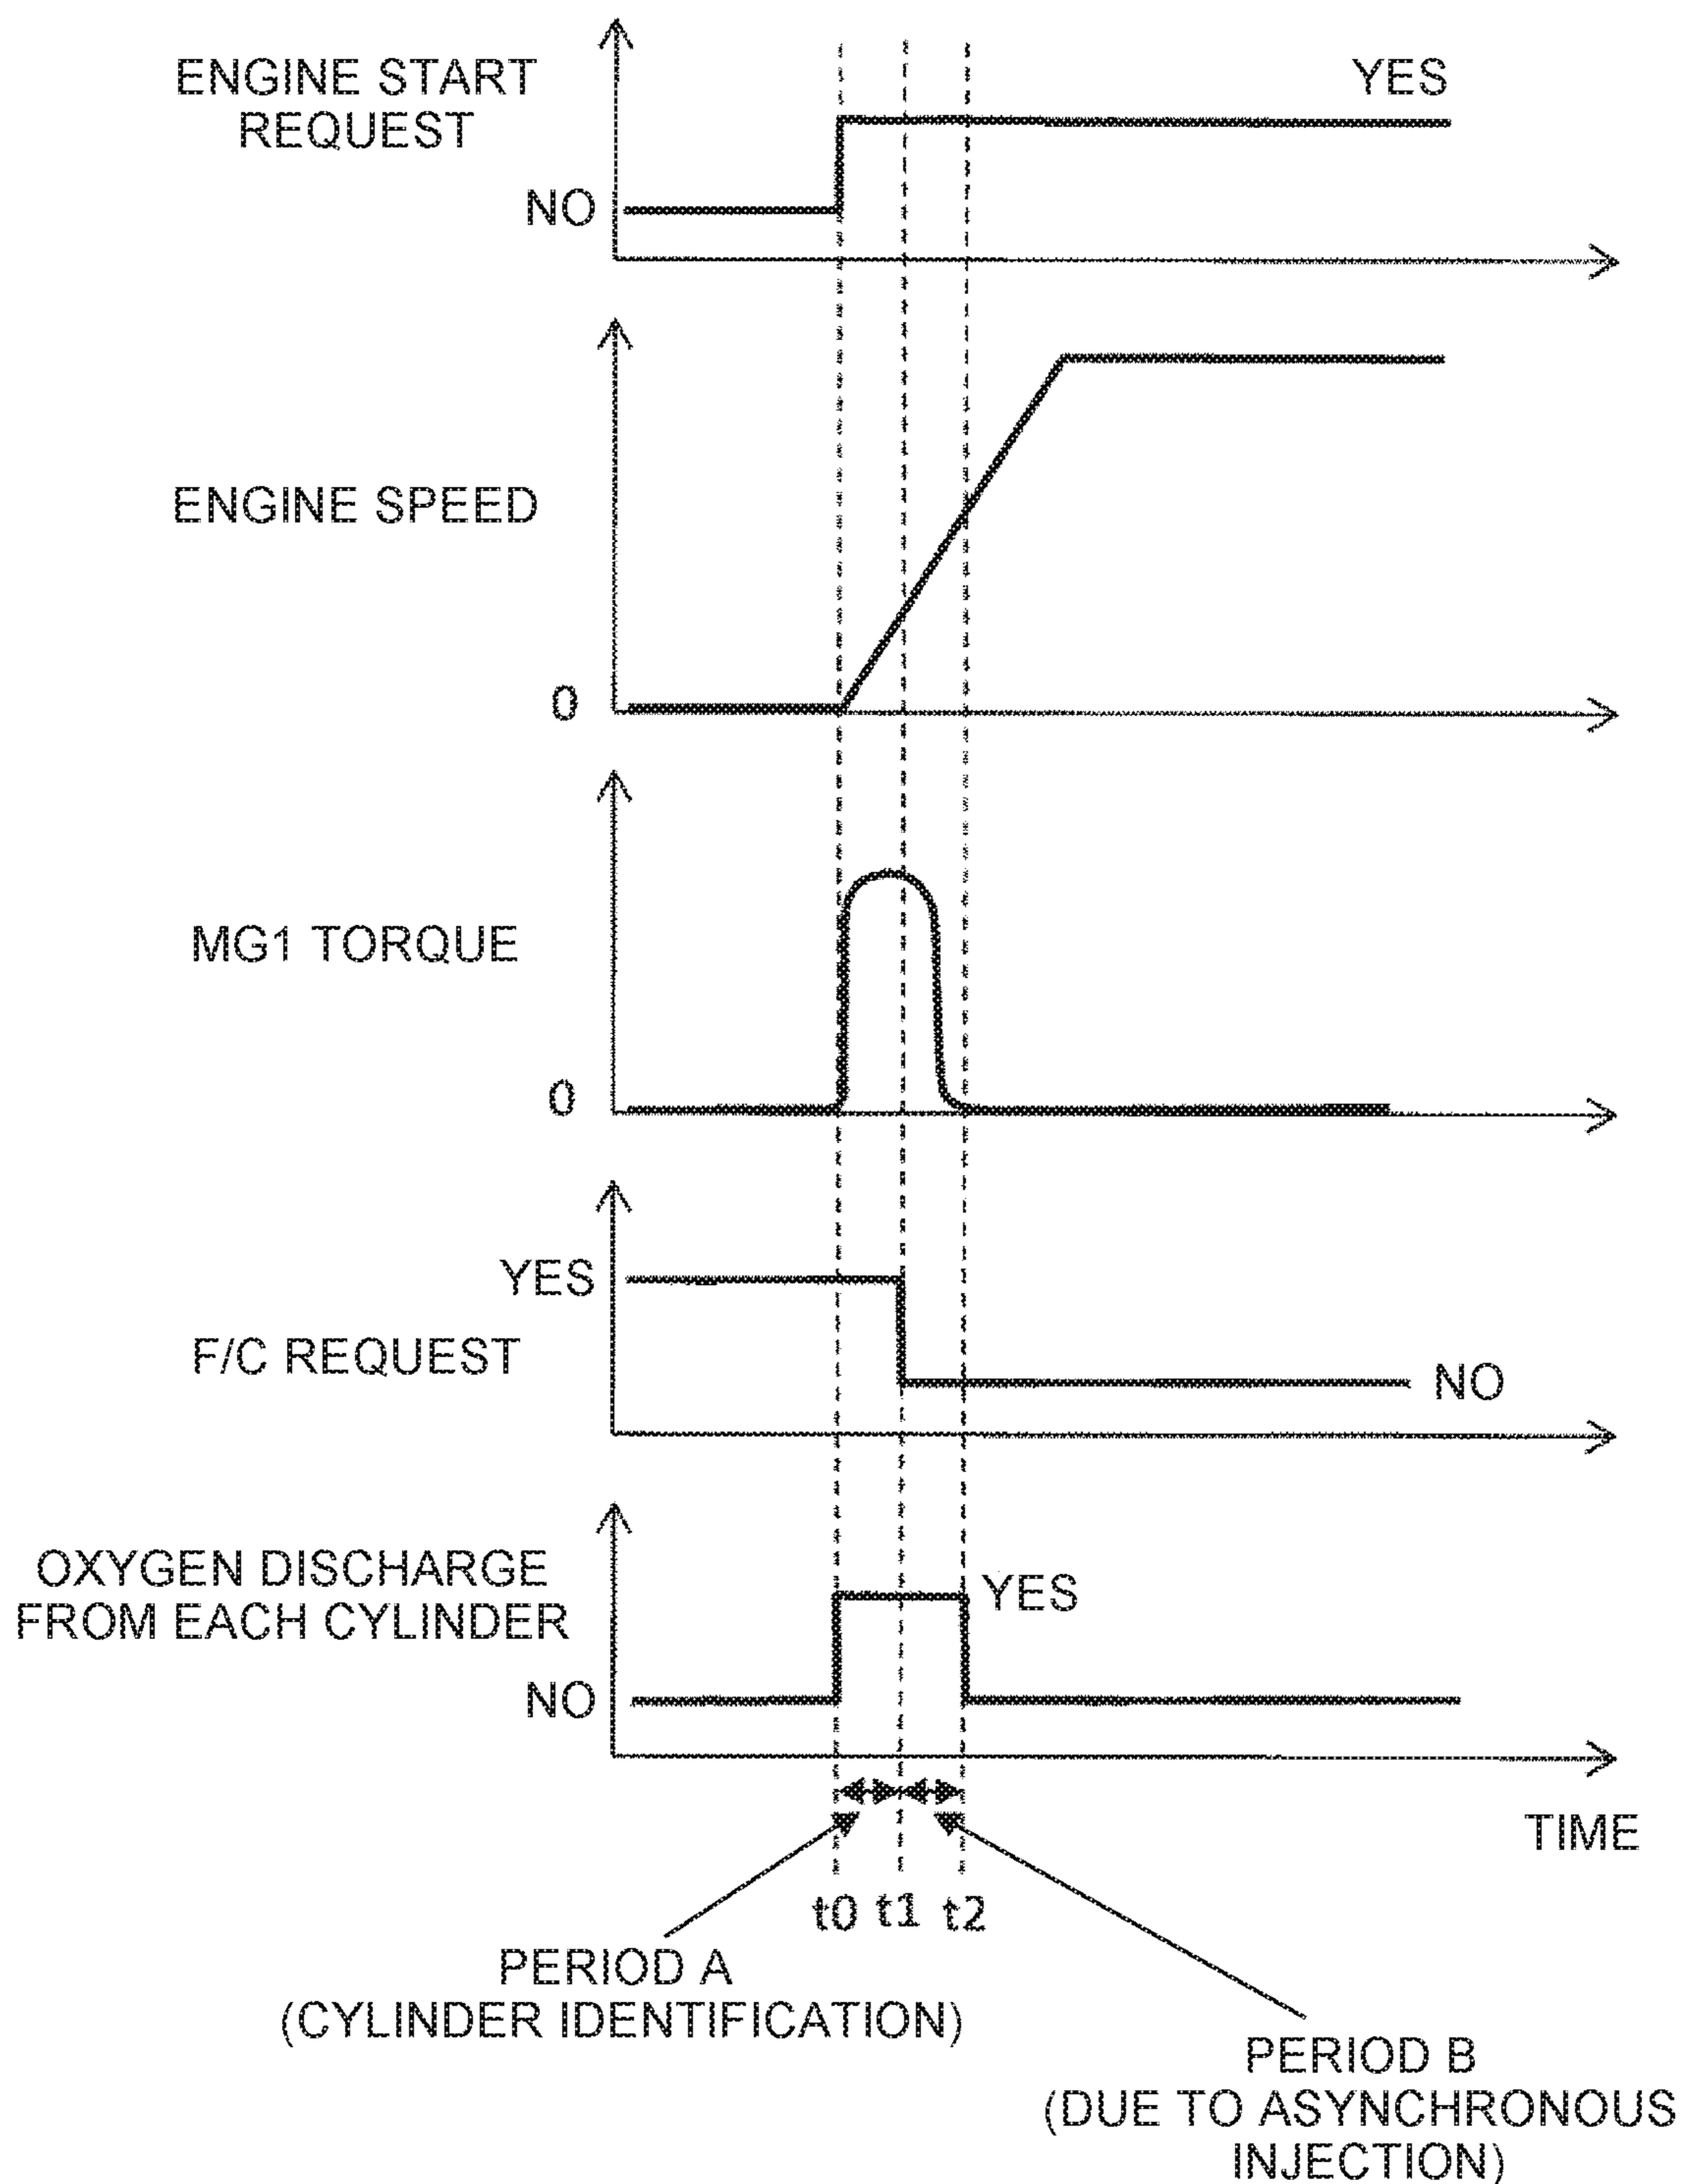 ENGINE START
REQUEST
YES
NO
ENGINE SPEED
0
MG1 TORQUE
0
YES
F/C REQUEST
NO
OXYGEN DISCHARGE
FROM EACH CYLINDER
YES
NO
TIME
t0 t1 t2
PERIOD A
(CYLINDER IDENTIFICATION)
PERIOD B
(DUE TO ASYNCHRONOUS
INJECTION)